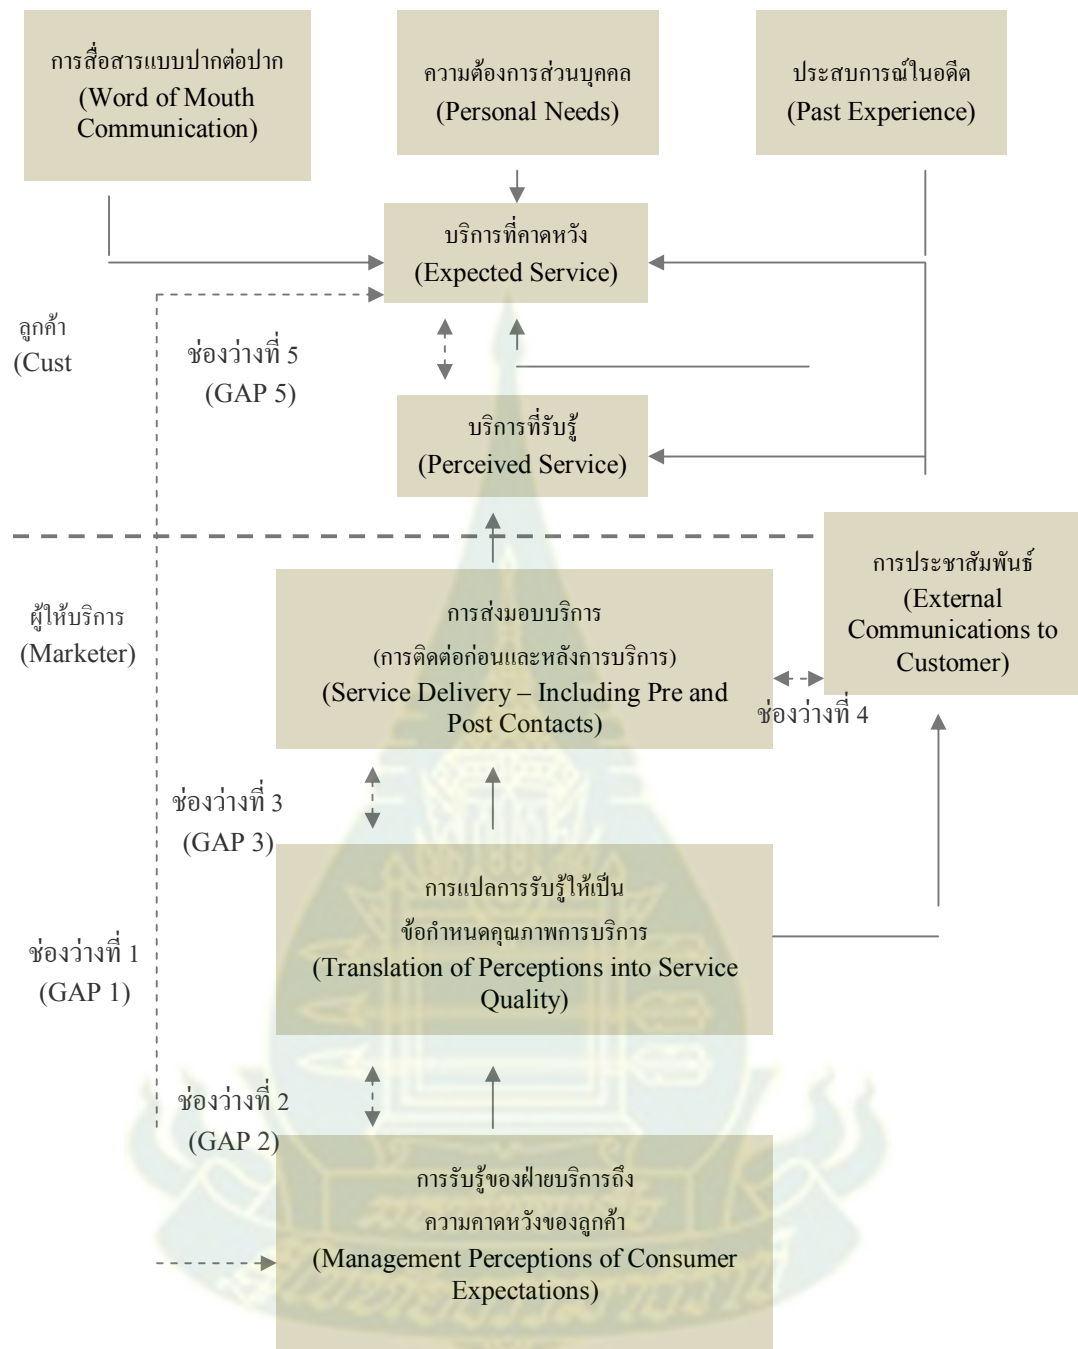 การสื่อสารแบบปากต่อปาก
(Word of Mouth
Communication)
ความต้องการส่วนบุคคล
(Personal Needs)
ประสบการณ์ในอดีต
(Past Experience)
บริการที่คาดหวัง
(Expected Service)
ลูกค้า
(Cust
ช่องว่างที่ 5
(GAP 5)
บริการที่รับรู้
(Perceived Service)
การประชาสัมพันธ์
(External
Communications to
Customer)
ผู้ให้บริการ
(Marketer)
การส่งมอบบริการ
(การติดต่อก่อนและหลังการบริการ)
(Service Delivery – Including Pre and
Post Contacts)
ช่องว่างที่ 4
ช่องว่างที่ 3
(GAP 3)
การแปลการรับรู้ให้เป็น
ข้อกำหนดคุณภาพการบริการ
(Translation of Perceptions into Service
Quality)
ช่องว่างที่ 1
(GAP 1)
ช่องว่างที่ 2
(GAP 2)
การรับรู้ของฝ่ายบริการถึง
ความคาดหวังของลูกค้า
(Management Perceptions of Consumer
Expectations)